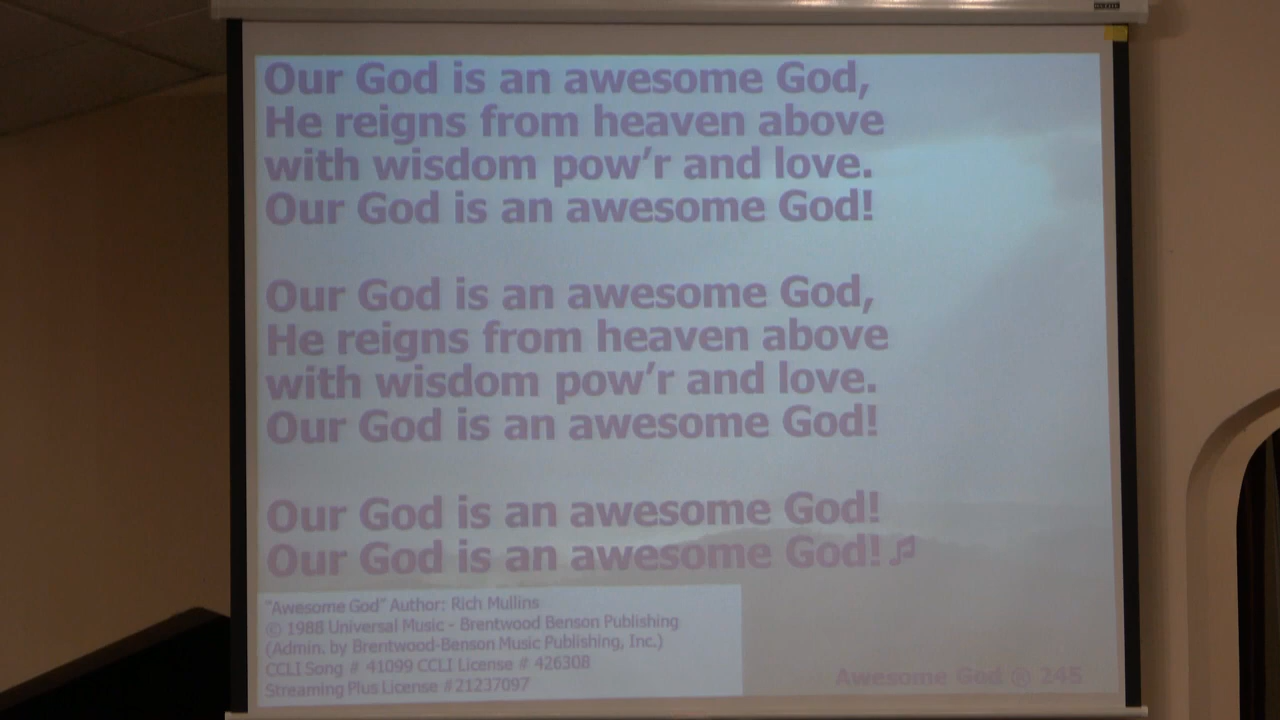 Our God is an awesome God,
He reigns from heaven above
with wisdom pow’r and love.
Our God is an awesome God!
Our God is an awesome God,
He reigns from heaven above
with wisdom pow’r and love.
Our God is an awesome God!
Our God is an awesome God!
Our God is an awesome God!♫
"Awesome God" Author: Rich Mullins
© 1988 Universal Music - Brentwood Benson Publishing
(Admin. by Brentwood-Benson Music Publishing, Inc.)
CCLI Song # 41099 CCLI License # 426308
Streaming Plus License #21237097
Awesome God ® 245